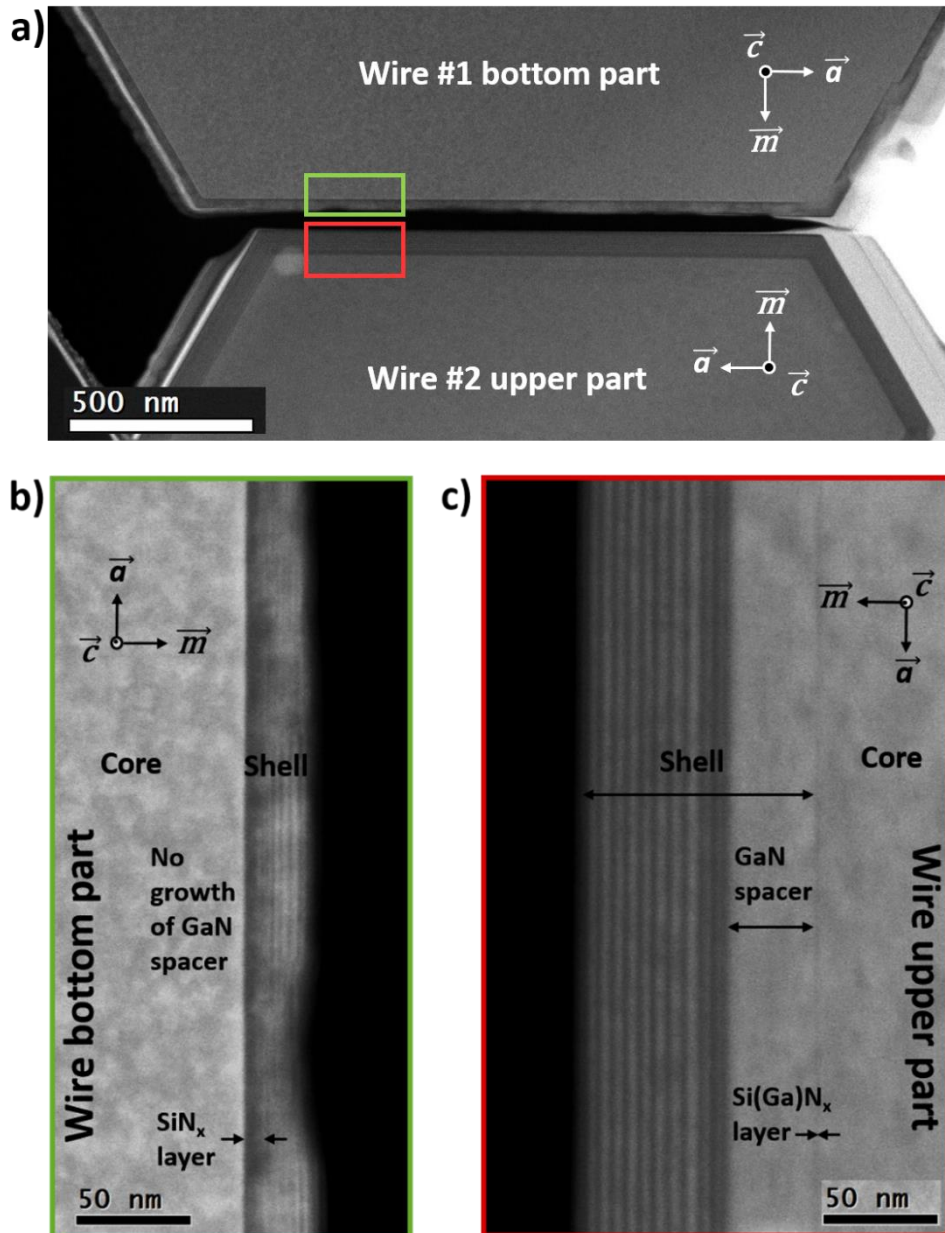 a)
Wire #1 bottom part
c
a
m
Wire #2 upper part
m
a
c
500 nm
b)
a
c
m
Core
Shell
No
growth
of GaN
spacer
Wire bottom part
SiNx
layer
50 nm
c)
m
c
a
Shell
Core
GaN
spacer
Wire upper part
Si(Ga)Nx
layer
50 nm